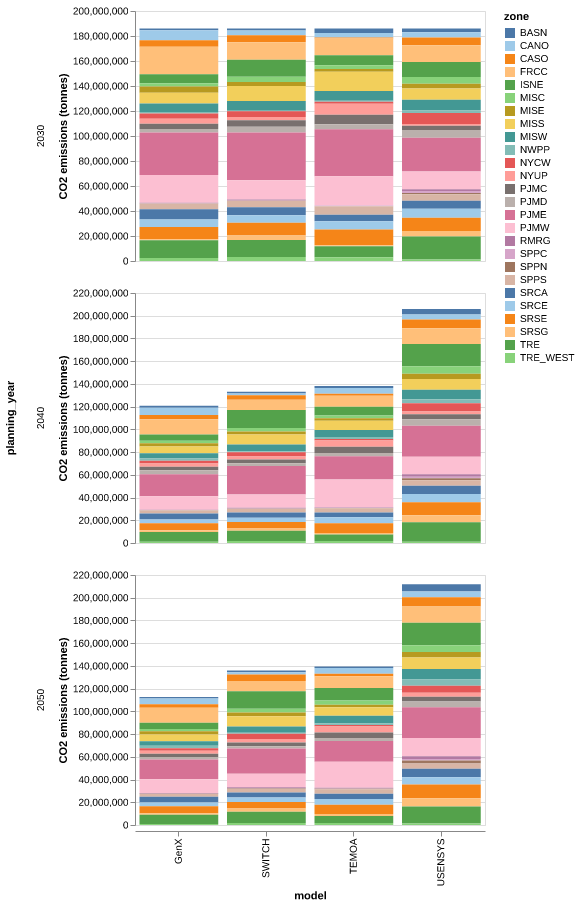 200,000,000
180,000,000
160,000,000
140,000,000
120,000,000
100,000,000
80,000,000
60,000,000
40,000,000
20,000,000
0
CO2 emissions (tonnes)
2030
220,000,000
200,000,000
180,000,000
160,000,000
140,000,000
120,000,000
100,000,000
80,000,000
60,000,000
40,000,000
20,000,000
0
CO2 emissions (tonnes)
2040
planning_year
220,000,000
200,000,000
180,000,000
160,000,000
140,000,000
120,000,000
100,000,000
80,000,000
60,000,000
40,000,000
20,000,000
0
CO2 emissions (tonnes)
2050
GenX
SWITCH
TEMOA
USENSYS
model
zone
BASN
CANO
CASO
FRCC
ISNE
MISC
MISE
MISS
MISW
NWPP
NYCW
NYUP
PJMC
PJMD
PJME
PJMW
RMRG
SPPC
SPPN
SPPS
SRCA
SRCE
SRSE
SRSG
TRE
TRE_WEST